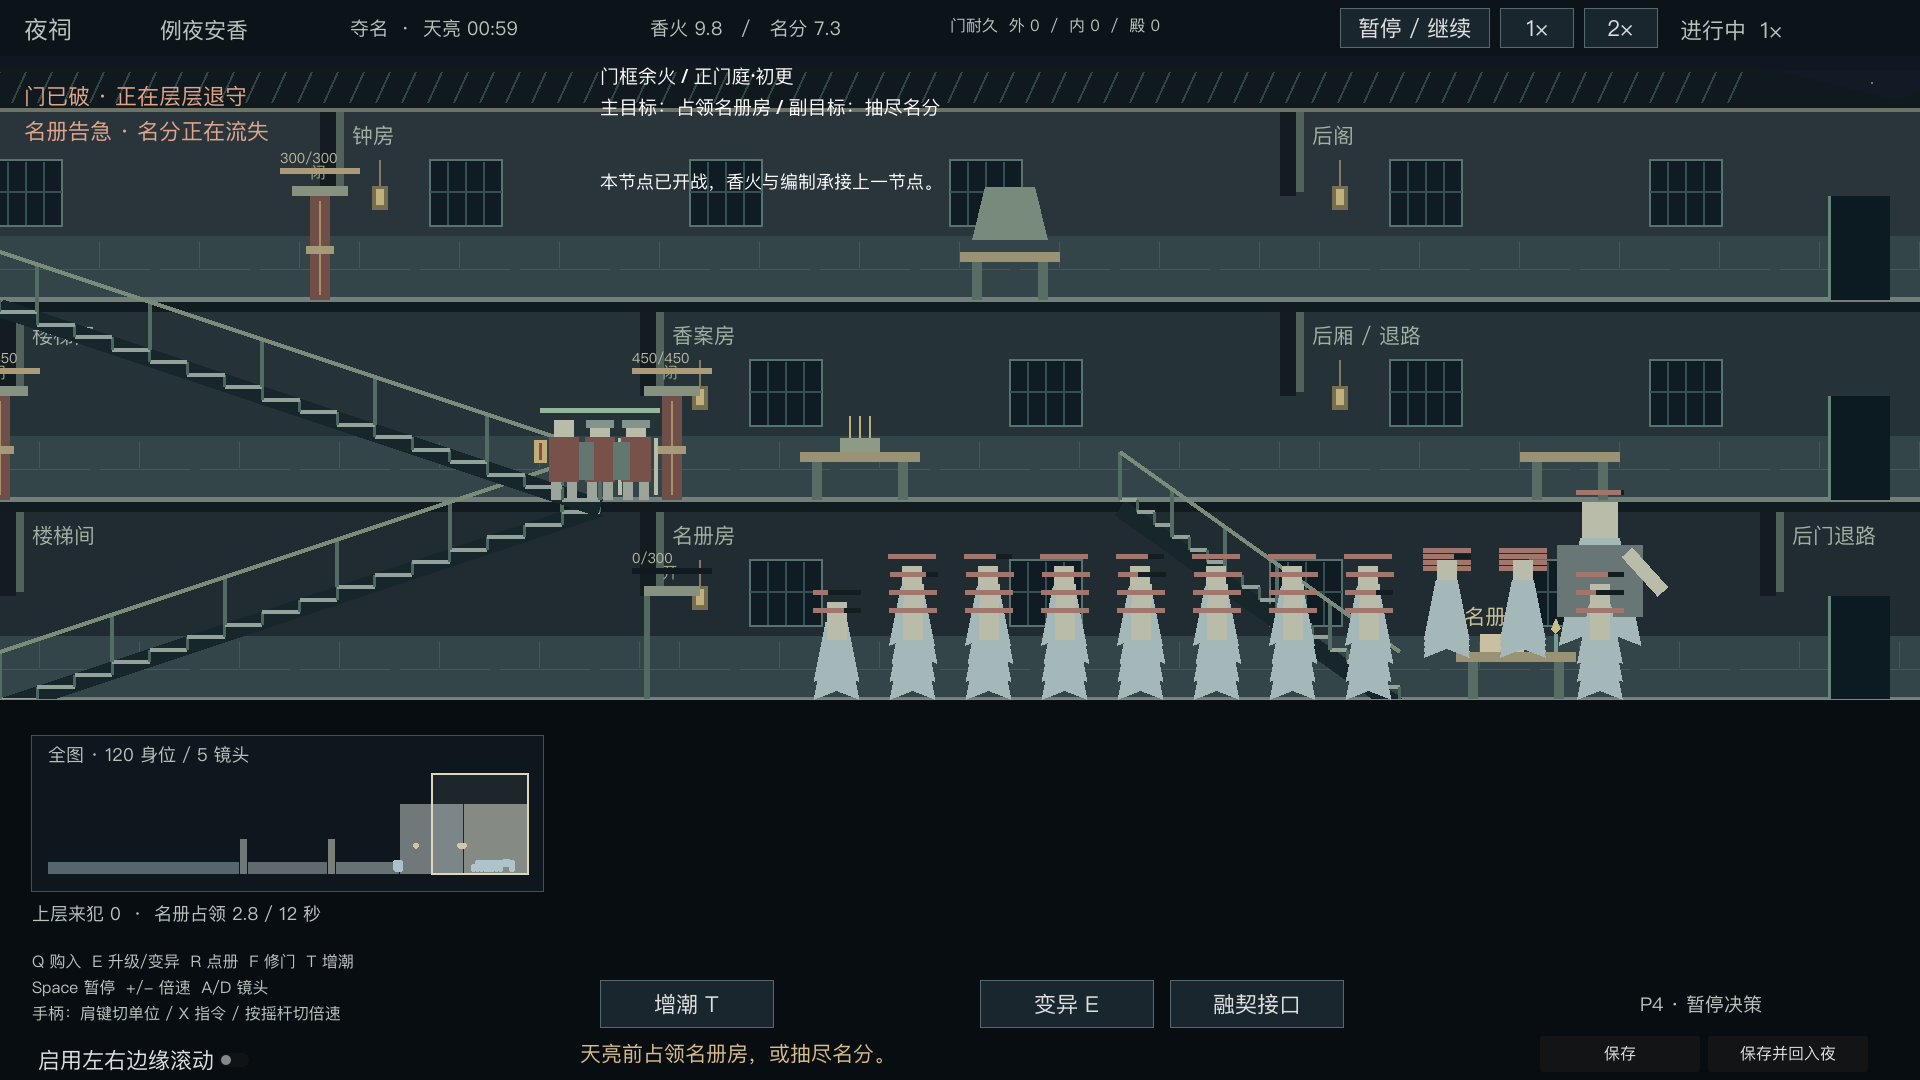 夜祠
例夜安香
夺名 · 天亮 00:59
香火 9.8 / 名分 7.3
门耐久 外 0 / 内 0 / 殿 0
暂停 / 继续
1×
2×
进行中 1×
门已破 · 正在层层退守
名册告急 · 名分正在流失
门框余火 / 正门庭·初更
主目标：占领名册房 / 副目标：抽尽名分
本节点已开战，香火与编制承接上一节点。
钟房
后阁
300/300
闭
香案房
后厢 / 退路
450/450
闭
50
楼梯间
名册房
后门退路
0/300
开
名册
全图 · 120 身位 / 5 镜头
上层来犯 0 · 名册占领 2.8 / 12 秒
Q 购入 E 升级/变异 R 点册 F 修门 T 增潮
Space 暂停 +/− 倍速 A/D 镜头
手柄：肩键切单位 / X 指令 / 按摇杆切倍速
启用左右边缘滚动
增潮 T
变异 E
融契接口
天亮前占领名册房，或抽尽名分。
P4 · 暂停决策
保存
保存并回入夜